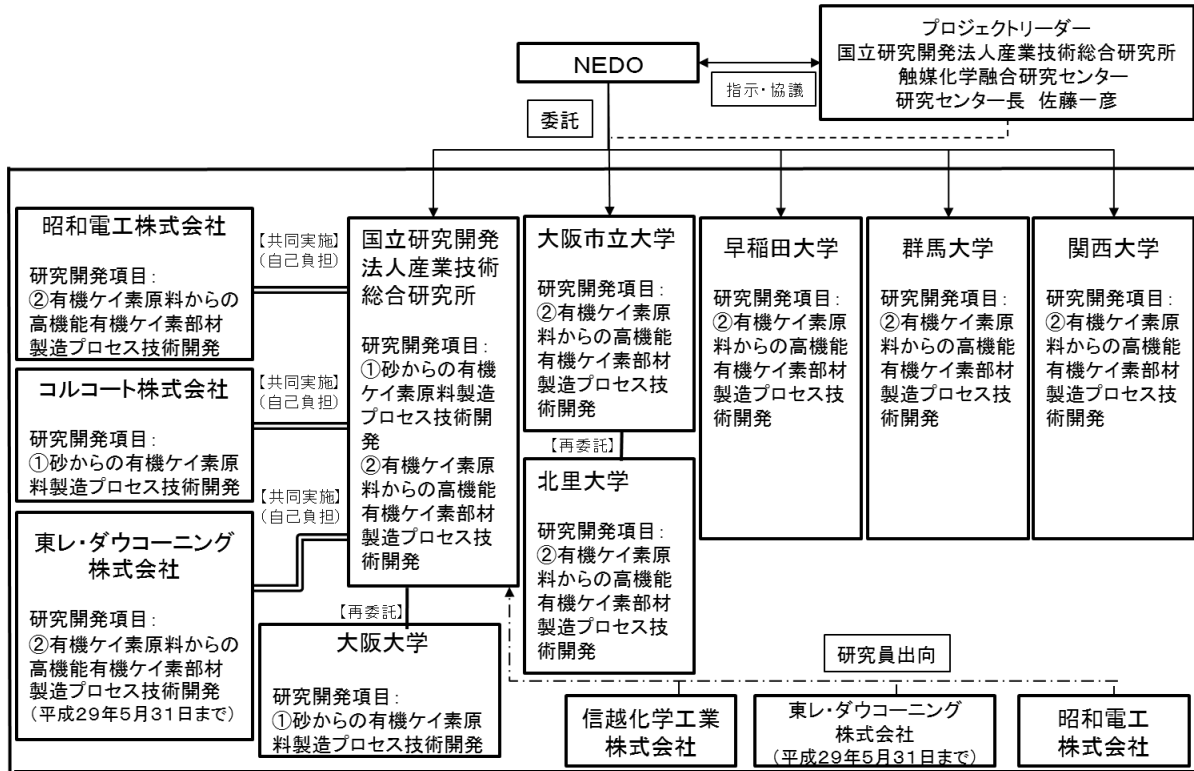 プロジェクトリーダー
国立研究開発法人産業技術総合研究所
触媒化学融合研究センター
研究センター長 佐藤一彦
NEDO
指示・協議
委託
昭和電工株式会社
研究開発項目：
②有機ケイ素原料からの
高機能有機ケイ素部材
製造プロセス技術開発
【共同実施】
(自己負担)
コルコート株式会社
研究開発項目：
①砂からの有機ケイ素原
料製造プロセス技術開発
【共同実施】
(自己負担)
東レ・ダウコーニング
株式会社
研究開発項目：
②有機ケイ素原料からの
高機能有機ケイ素部材
製造プロセス技術開発
(平成29年5月31日まで)
【共同実施】
(自己負担)
国立研究開発
法人産業技術
総合研究所
研究開発項目：
①砂からの有機
ケイ素原料製造
プロセス技術開
発
②有機ケイ素原
料からの高機能
有機ケイ素部材
製造プロセス技
術開発
【再委託】
大阪大学
研究開発項目：
①砂からの有機ケイ素原
料製造プロセス技術開発
大阪市立大学
研究開発項目：
②有機ケイ素原
料からの高機能
有機ケイ素部材
製造プロセス技
術開発
【再委託】
北里大学
研究開発項目：
②有機ケイ素原
料からの高機能
有機ケイ素部材
製造プロセス技
術開発
早稲田大学
研究開発項目：
②有機ケイ素原
料からの高機能
有機ケイ素部材
製造プロセス技
術開発
群馬大学
研究開発項目：
②有機ケイ素原
料からの高機能
有機ケイ素部材
製造プロセス技
術開発
関西大学
研究開発項目：
②有機ケイ素原
料からの高機能
有機ケイ素部材
製造プロセス技
術開発
研究員出向
信越化学工業
株式会社
東レ・ダウコーニング
株式会社
(平成29年5月31日まで)
昭和電工
株式会社